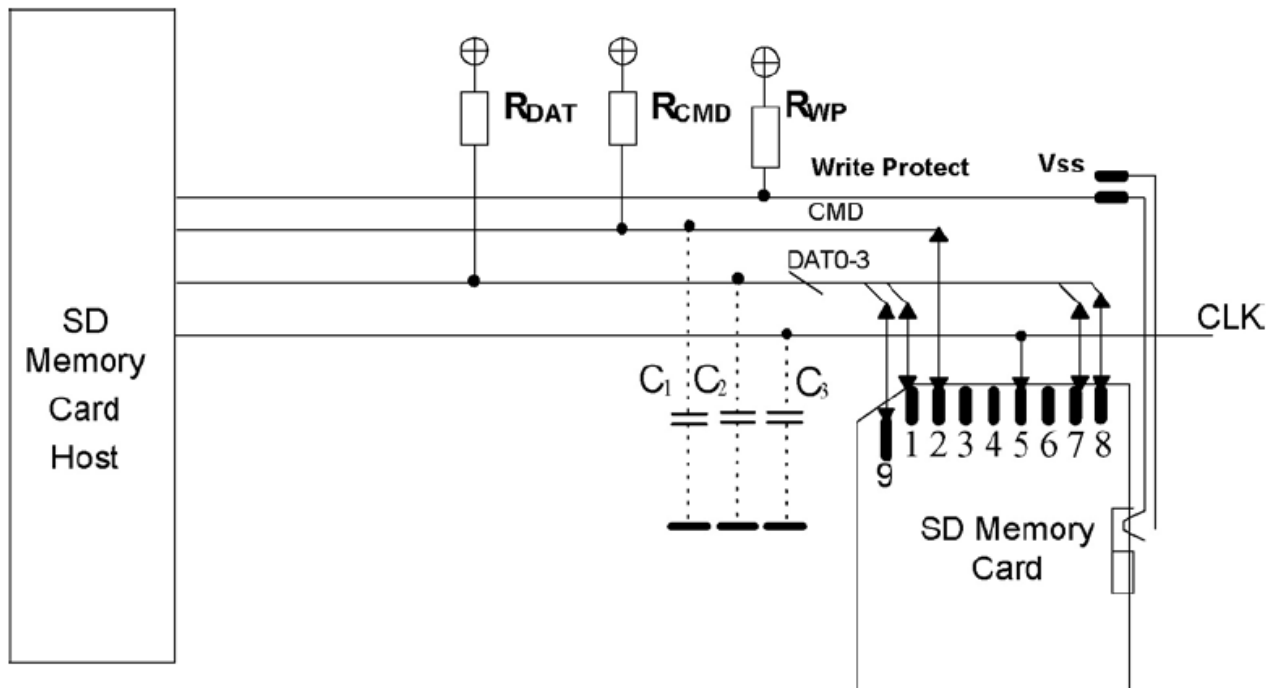 RDAT
RCMD
RWP
Write Protect
Vss
CMD
DAT0-3
CLK
SD
Memory
Card
Host
C1
C2
C3
1 2 3 4 5 6 7 8
9
SD Memory
Card